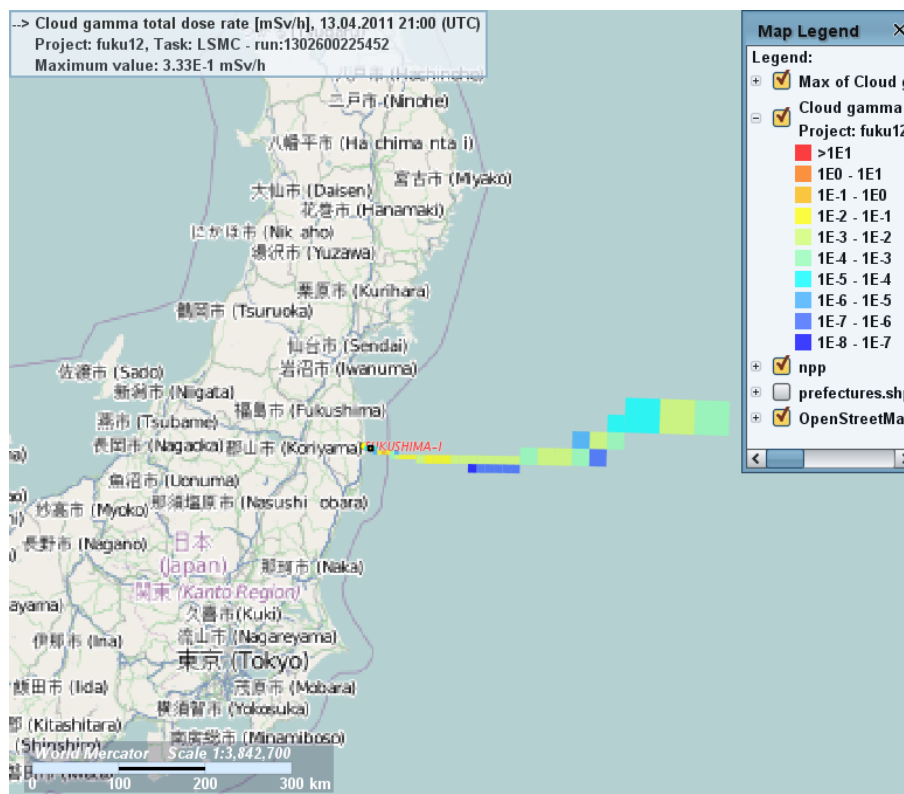 --> Cloud gamma total dose rate [mSv/h], 13.04.2011 21:00 (UTC)
Project: fuku12, Task: LSMC - run:1302600225452
Maximum value: 3.33E-1 mSv/h
八戸市 (Hachinohe)
二戸市 (Ninohe)
八幡平市 (Ha chima nta i)
宮古市 (Miyako)
大仙市 (Daisen)
花巻市 (Hanamaki)
にかほ市 (Nik aho)
湯沢市 (Yuzawa)
栗原市 (Kurihara)
鶴岡市 (Tsuruoka)
仙台市 (Sendai)
岩沼市 (Iwanuma)
佐渡市 (Sado)
新潟市 (Niigata)
福島市 (Fukushima)
燕市 (Tsubame)
長岡市 (Nagaoka)
郡山市 (Koriyama)
FUKUSHIMA-I
魚沼市 (Uonuma)
那須塩原市 (Nasushi obara)
妙高市 (Myoko)
長野市 (Nagano)
日本
(Japan)
那珂市 (Naka)
関東 (Kanto Region)
ayama)
久喜市 (Kuki)
伊那市 (Ina)
流山市 (Nagareyama)
東京 (Tokyo)
飯田市 (Iida)
茂原市 (Mobara)
横須賀市 (Yokosuka)
郡 (Kitashitara)
南房総市 (Minamiboso)
(Shinshiro)
World Mercator Scale 1:3,842,700
0 100 200 300 km
Map Legend
Legend:
Max of Cloud g
Cloud gamma
Project: fuku12
>1E1
1E0 - 1E1
1E-1 - 1E0
1E-2 - 1E-1
1E-3 - 1E-2
1E-4 - 1E-3
1E-5 - 1E-4
1E-6 - 1E-5
1E-7 - 1E-6
1E-8 - 1E-7
npp
prefectures.shp
OpenStreetMa